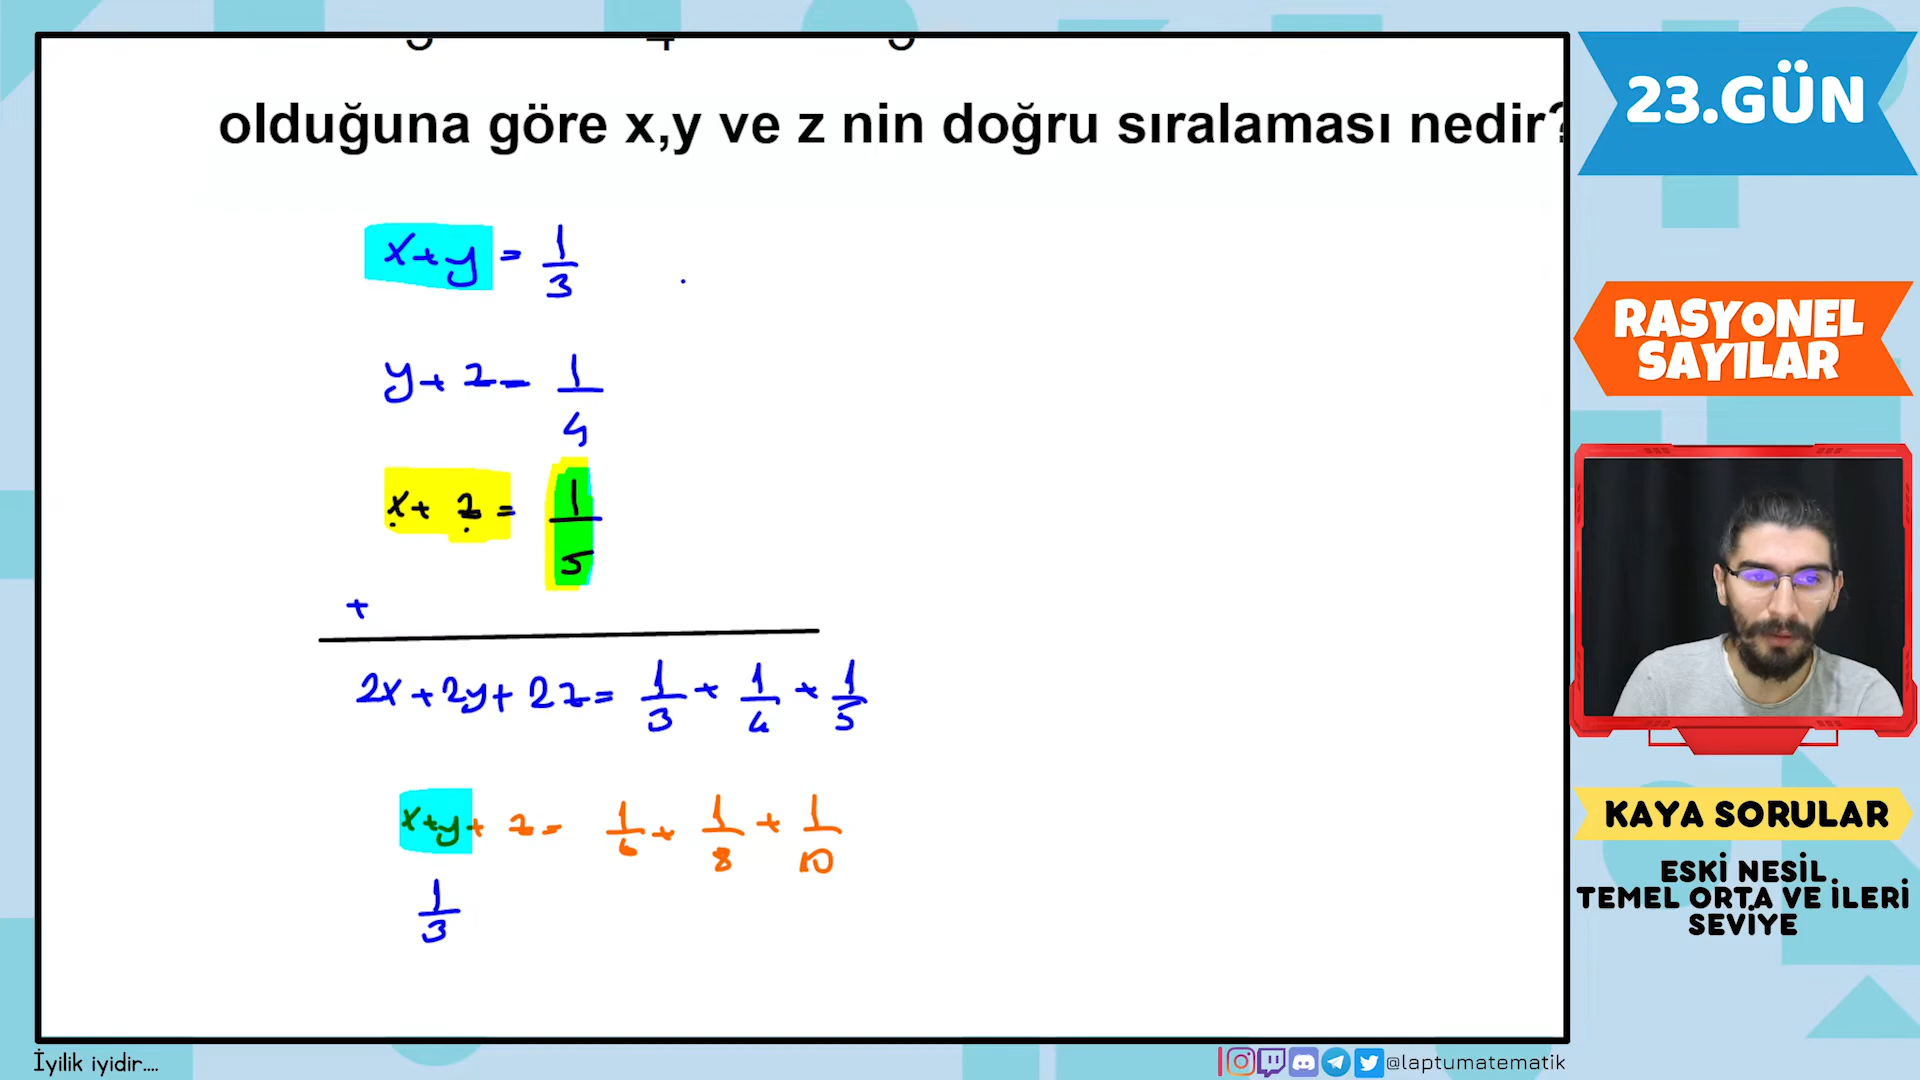 olduğuna göre x,y ve z nin doğru sıralaması nedir?
x+y = 1/3
y+z = 1/4
x+z = 1/5
+
2x+2y+2z = 1/3 + 1/4 + 1/5
x+y+z = 1/6 + 1/8 + 1/10
1/3
23.GÜN
RASYONEL
SAYILAR
KAYA SORULAR
ESKİ NESİL
TEMEL ORTA VE İLERİ
SEVİYE
İyilik iyidir....
@laptumatematik